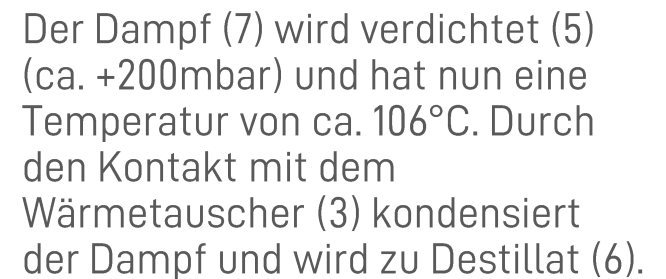 Der Dampf (7) wird verdichtet (5)
(ca. +200mbar) und hat nun eine
Temperatur von ca. 106°C. Durch
den Kontakt mit dem
Wärmetauscher (3) kondensiert
der Dampf und wird zu Destillat (6).